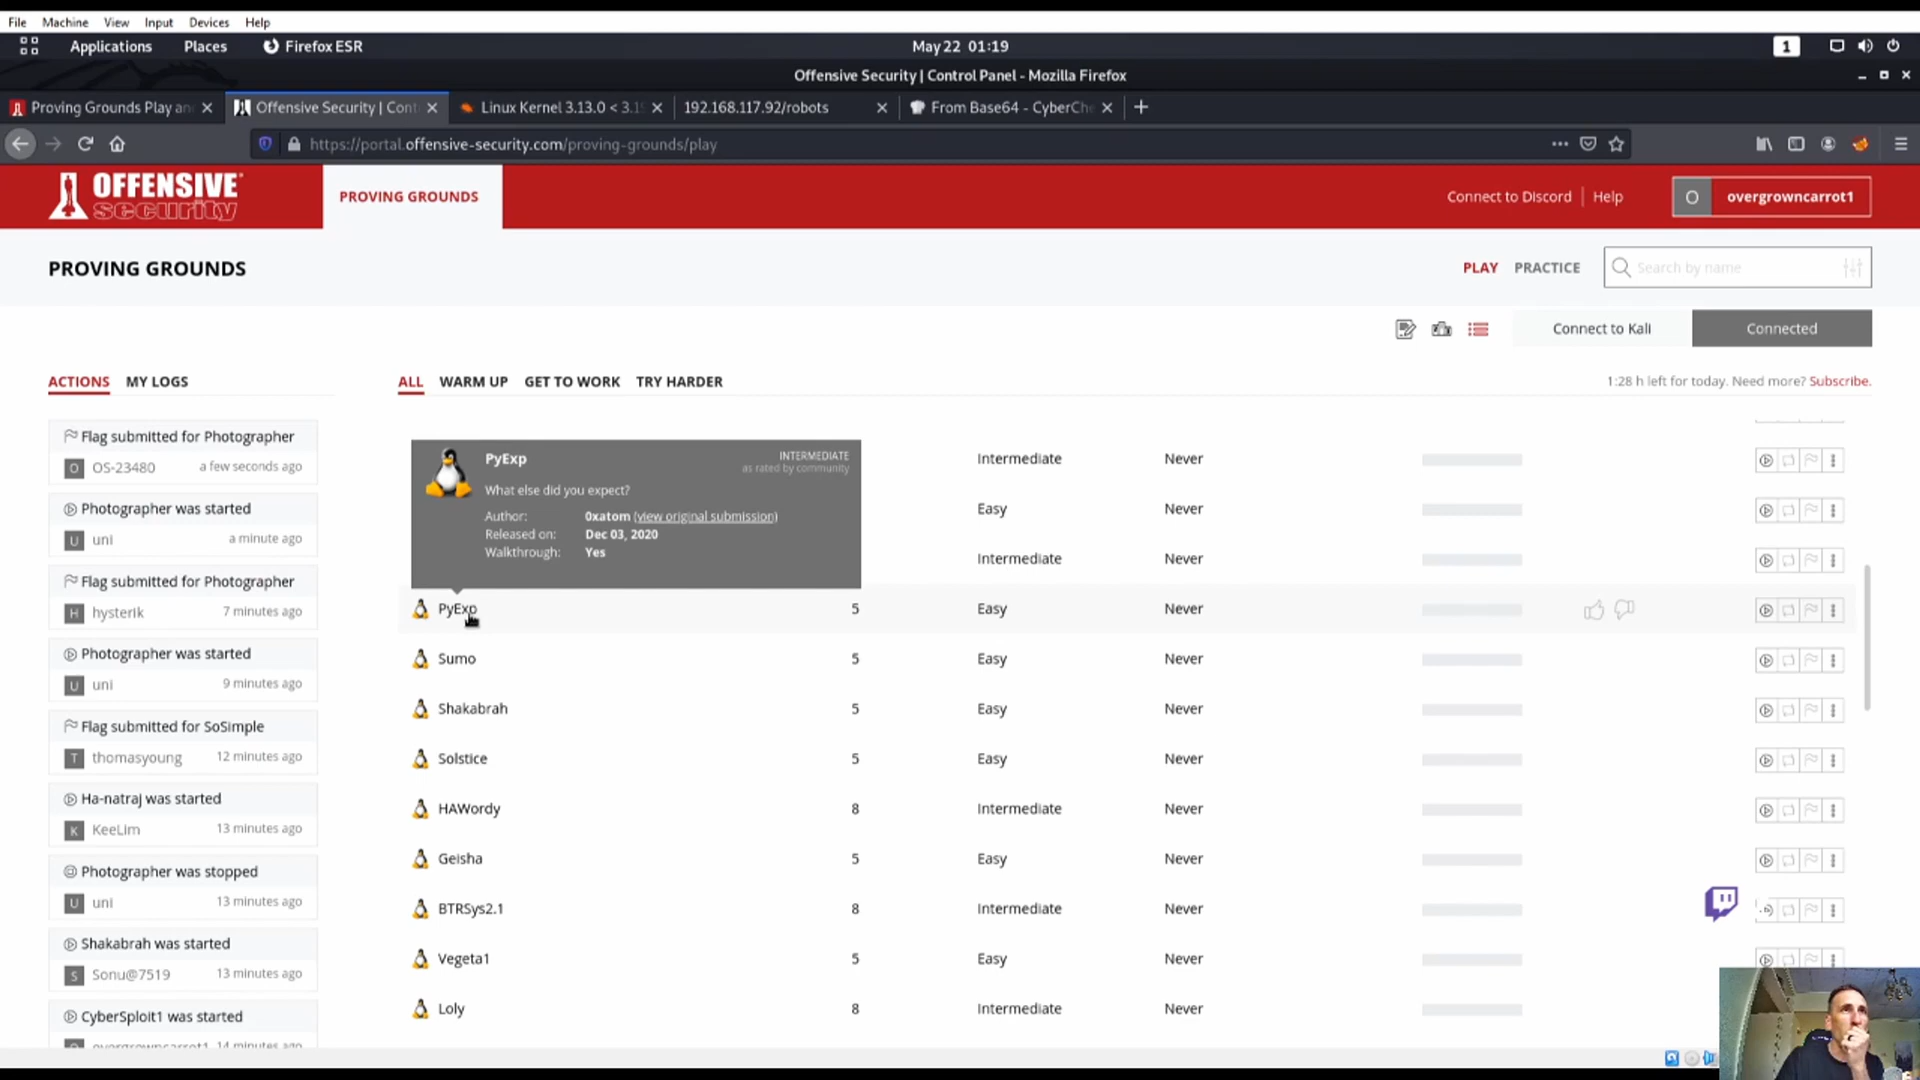 File Machine View Input Devices Help
Applications Places Firefox ESR May 22 01:19 1
Offensive Security | Control Panel - Mozilla Firefox
Proving Grounds Play an Offensive Security | Cont Linux Kernel 3.13.0 < 3.1 192.168.117.92/robots From Base64 - CyberChe
https://portal.offensive-security.com/proving-grounds/play
OFFENSIVE security
PROVING GROUNDS
Connect to Discord | Help
O overgrowncarrot1
PROVING GROUNDS
PLAY PRACTICE Search by name
Connect to Kali Connected
ACTIONS MY LOGS
ALL WARM UP GET TO WORK TRY HARDER
1:28 h left for today. Need more? Subscribe.
Flag submitted for Photographer
O OS-23480 a few seconds ago
Photographer was started
U uni a minute ago
Flag submitted for Photographer
H hysterik 7 minutes ago
Photographer was started
U uni 9 minutes ago
Flag submitted for SoSimple
T thomasyoung 12 minutes ago
Ha-natraj was started
K KeeLim 13 minutes ago
Photographer was stopped
U uni 13 minutes ago
Shakabrah was started
S Sonu@7519 13 minutes ago
CyberSploit1 was started
overgrowncarrot1 14 minutes ago
PyExp INTERMEDIATE
as rated by community
What else did you expect?
Author: 0xatom (view original submission)
Released on: Dec 03, 2020
Walkthrough: Yes
Intermediate Never
Easy Never
Intermediate Never
PyExp 5 Easy Never
Sumo 5 Easy Never
Shakabrah 5 Easy Never
Solstice 5 Easy Never
HAWordy 8 Intermediate Never
Geisha 5 Easy Never
BTRSys2.1 8 Intermediate Never
Vegeta1 5 Easy Never
Loly 8 Intermediate Never